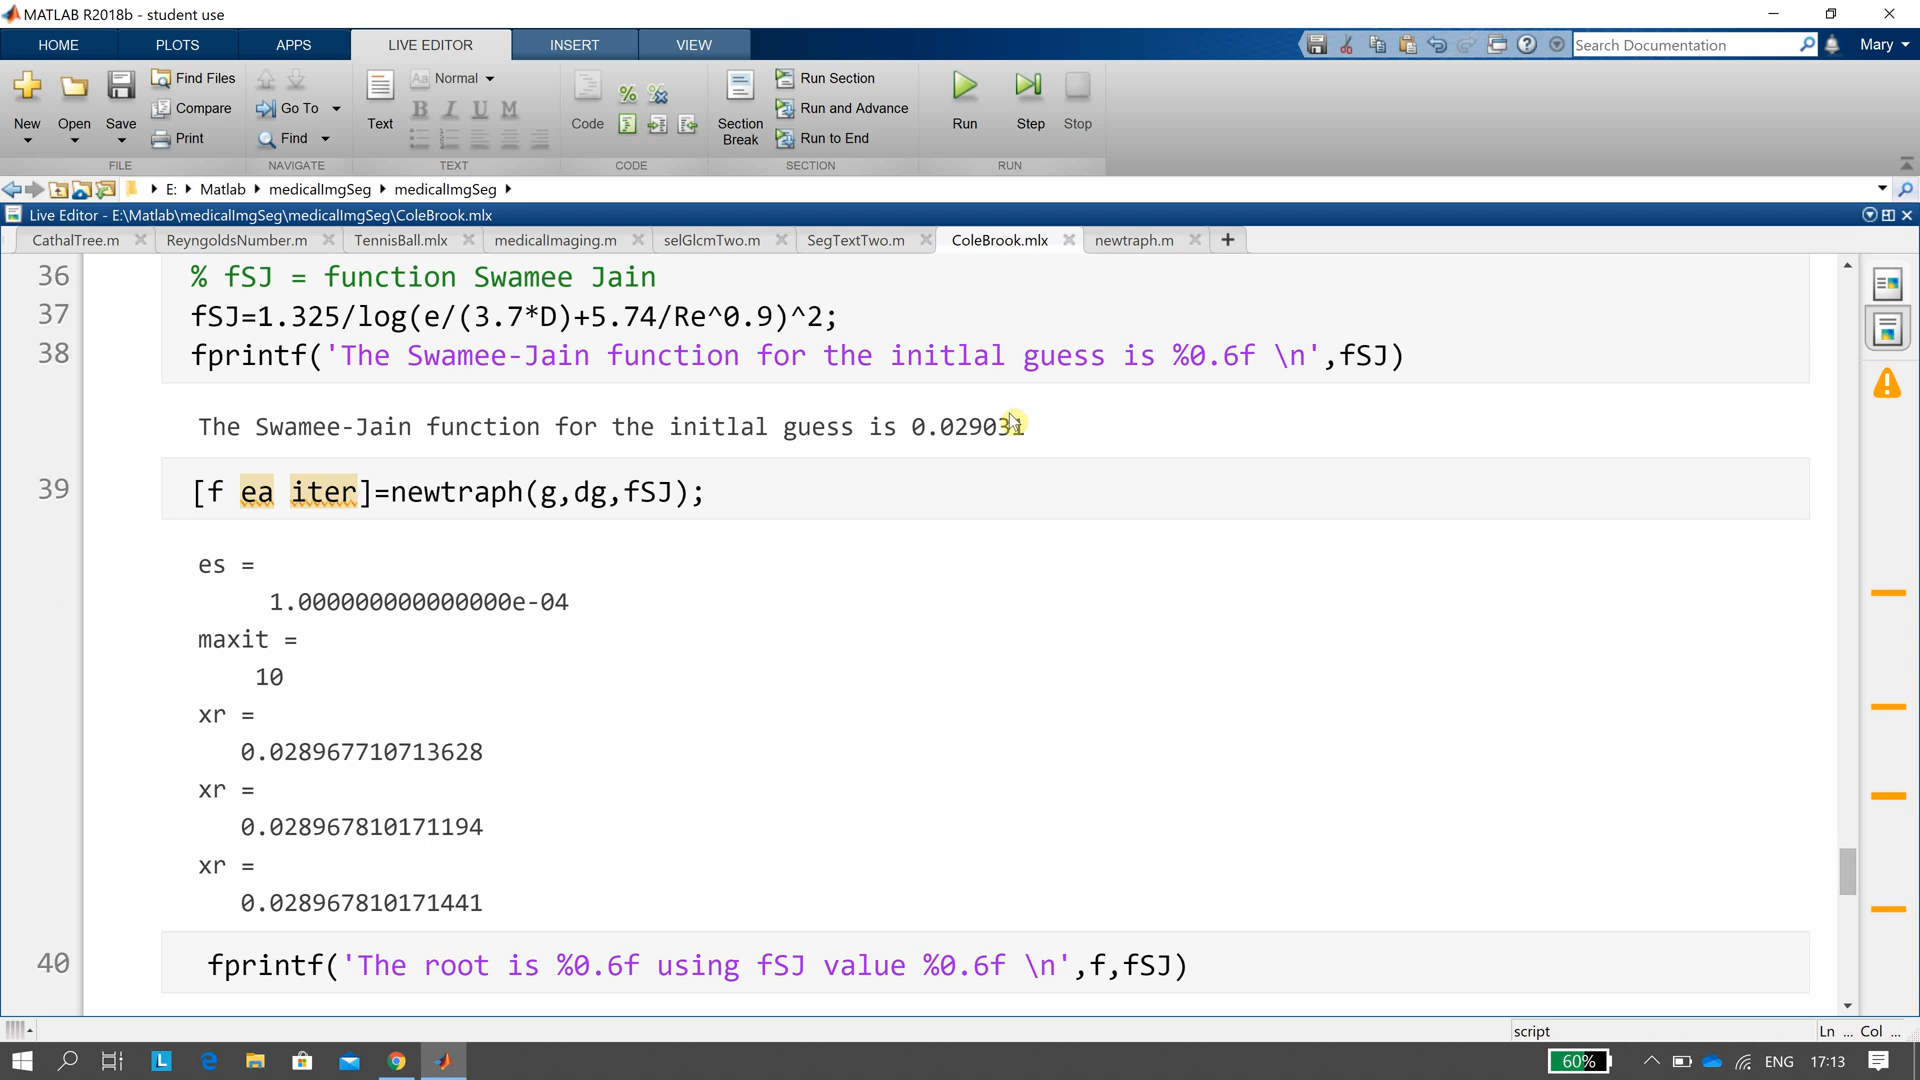 MATLAB R2018b - student use
HOME PLOTS APPS LIVE EDITOR INSERT VIEW
Search Documentation
Mary
New
Open
Save
Find Files
Compare
Print
FILE
Go To
Find
NAVIGATE
Text
Aa Normal
B I U M
TEXT
Code
CODE
Section Break
Run Section
Run and Advance
Run to End
SECTION
Run
Step
Stop
RUN
E: Matlab medicalImgSeg medicalImgSeg
Live Editor - E:\Matlab\medicalImgSeg\medicalImgSeg\ColeBrook.mlx
CathalTree.m ReyngoldsNumber.m TennisBall.mlx medicalImaging.m selGlcmTwo.m SegTextTwo.m ColeBrook.mlx newtraph.m
36 % fSJ = function Swamee Jain
37 fSJ=1.325/log(e/(3.7*D)+5.74/Re^0.9)^2;
38 fprintf('The Swamee-Jain function for the initlal guess is %0.6f \n',fSJ)
The Swamee-Jain function for the initlal guess is 0.029031
39 [f ea iter]=newtraph(g,dg,fSJ);
es =
1.000000000000000e-04
maxit =
10
xr =
0.028967710713628
xr =
0.028967810171194
xr =
0.028967810171441
40 fprintf('The root is %0.6f using fSJ value %0.6f \n',f,fSJ)
script
Ln ... Col ...
60%
ENG
17:13